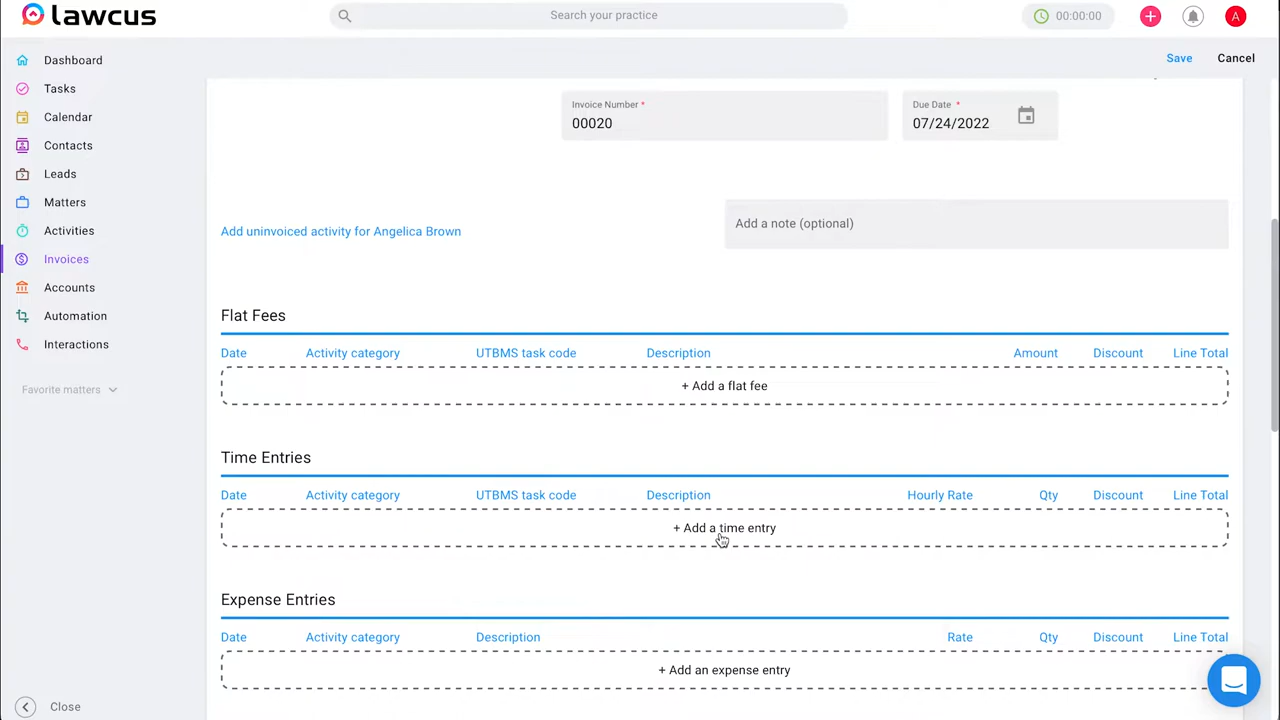 lawcus
Search your practice
00:00:00
A
Save
Cancel
Dashboard
Tasks
Calendar
Contacts
Leads
Matters
Activities
Invoices
Accounts
Automation
Interactions
Favorite matters
Close
Invoice Number *
00020
Due Date *
07/24/2022
Add uninvoiced activity for Angelica Brown
Add a note (optional)
Flat Fees
Date Activity category UTBMS task code Description Amount Discount Line Total
+ Add a flat fee
Time Entries
Date Activity category UTBMS task code Description Hourly Rate Qty Discount Line Total
+ Add a time entry
Expense Entries
Date Activity category Description Rate Qty Discount Line Total
+ Add an expense entry